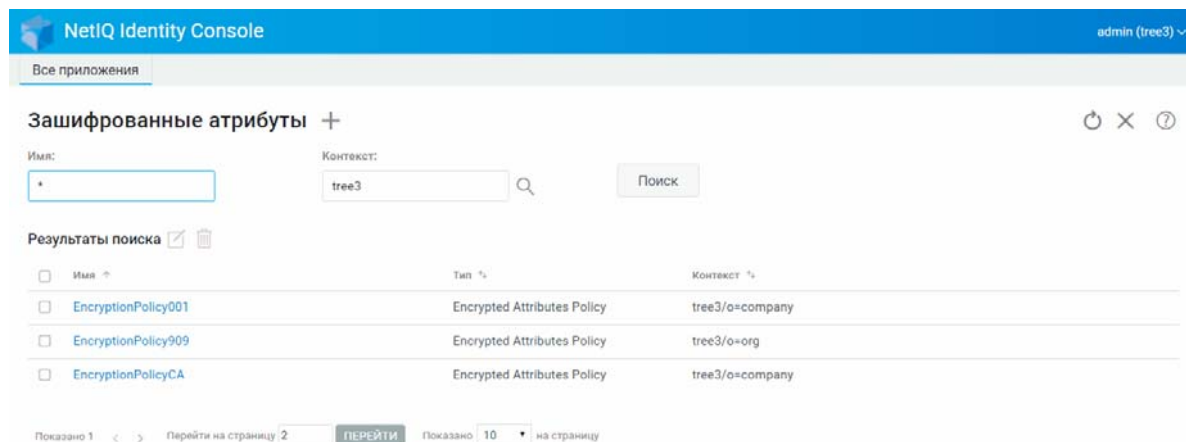 NetIQ Identity Console admin (tree3)
Все приложения
Зашифрованные атрибуты
Имя: Контекст:
* tree3 Поиск
Результаты поиска
Имя Тип Контекст
EncryptionPolicy001 Encrypted Attributes Policy tree3/o=company
EncryptionPolicy909 Encrypted Attributes Policy tree3/o=org
EncryptionPolicyCA Encrypted Attributes Policy tree3/o=company
Показано 1 Перейти на страницу 2 ПЕРЕЙТИ Показано 10 на страницу